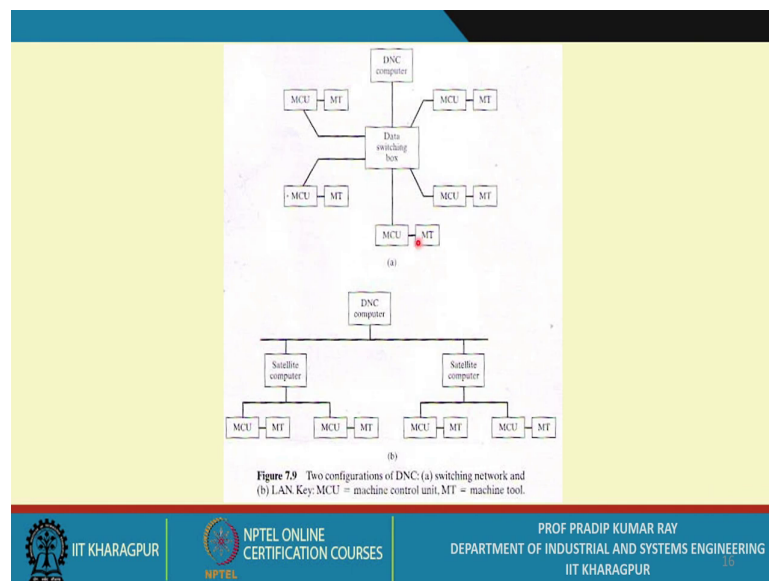 DNC
computer
MCU MT
MCU MT
Data
switching
box
MCU MT
MCU MT
MCU MT
(a)
DNC
computer
Satellite
computer
Satellite
computer
MCU MT
MCU MT
MCU MT
MCU MT
(b)
Figure 7.9 Two configurations of DNC: (a) switching network and
(b) LAN. Key: MCU = machine control unit, MT = machine tool.
IIT KHARAGPUR
NPTEL
NPTEL ONLINE
CERTIFICATION COURSES
PROF PRADIP KUMAR RAY
DEPARTMENT OF INDUSTRIAL AND SYSTEMS ENGINEERING
IIT KHARAGPUR
16